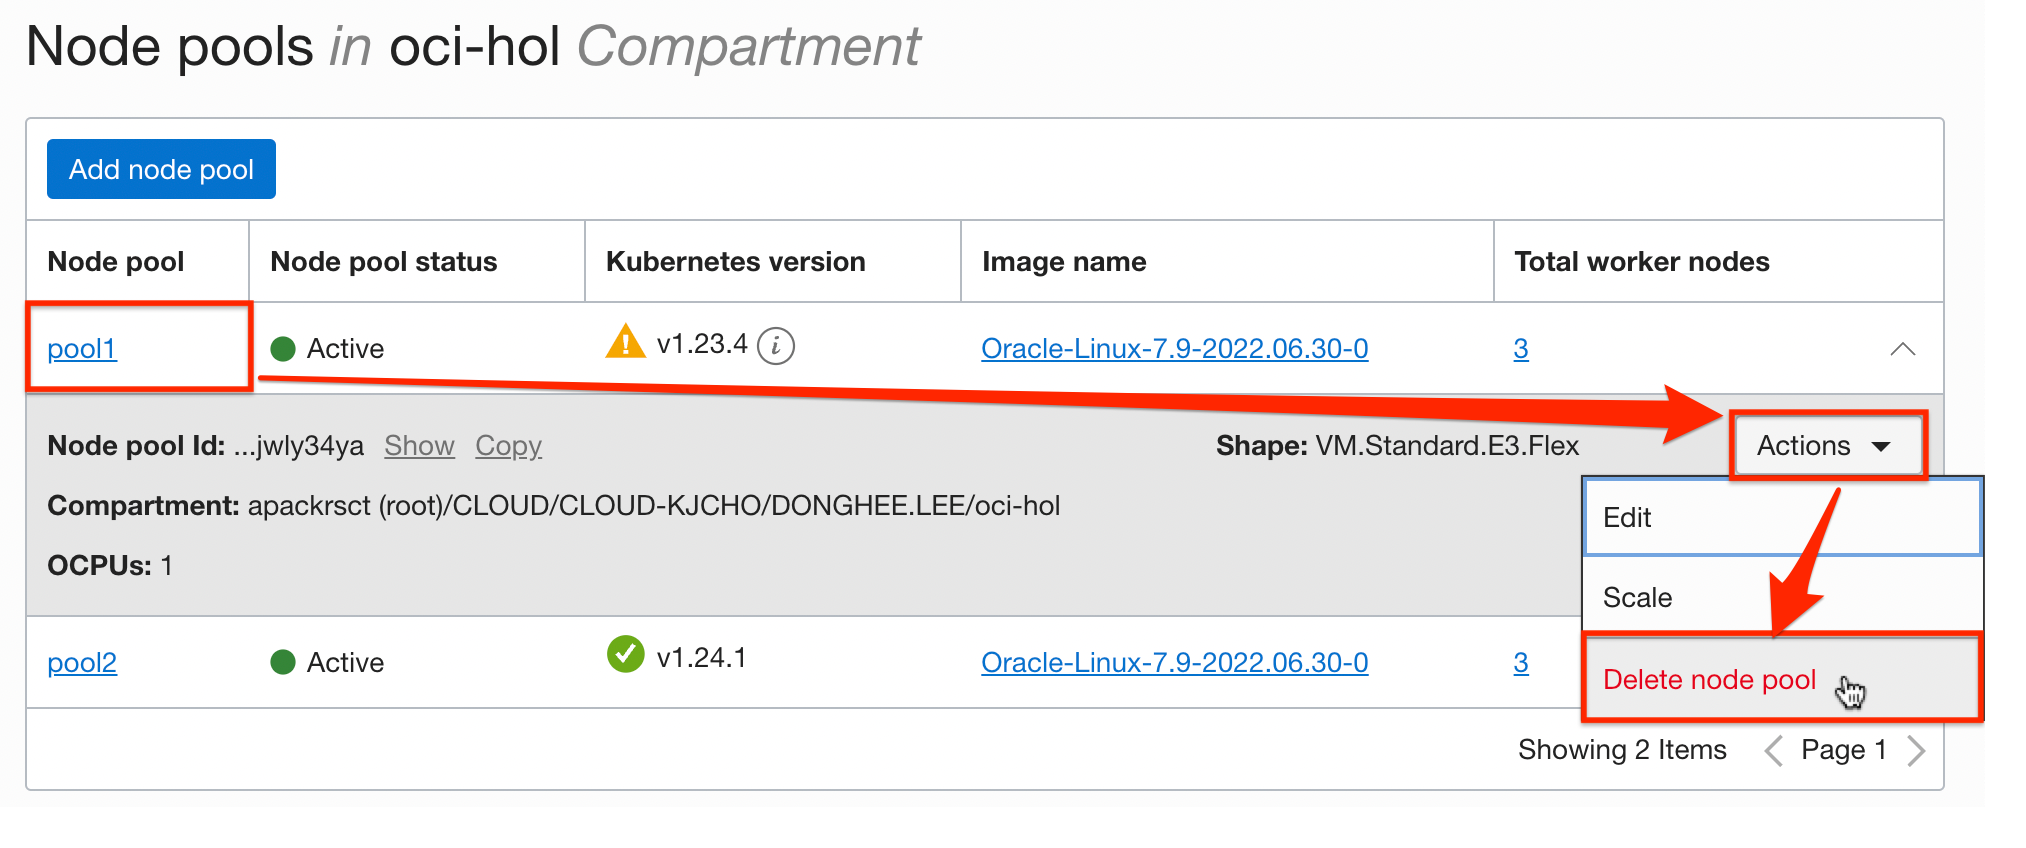 Node pools in oci-hol Compartment
Add node pool
Node pool Node pool status Kubernetes version Image name Total worker nodes
pool1 Active v1.23.4 i Oracle-Linux-7.9-2022.06.30-0 3
Node pool Id: ...jwly34ya Show Copy Shape: VM.Standard.E3.Flex Actions
Compartment: apackrsct (root)/CLOUD/CLOUD-KJCHO/DONGHEE.LEE/oci-hol
Edit
OCPUs: 1
Scale
pool2 Active v1.24.1 Oracle-Linux-7.9-2022.06.30-0 3
Delete node pool
Showing 2 Items Page 1